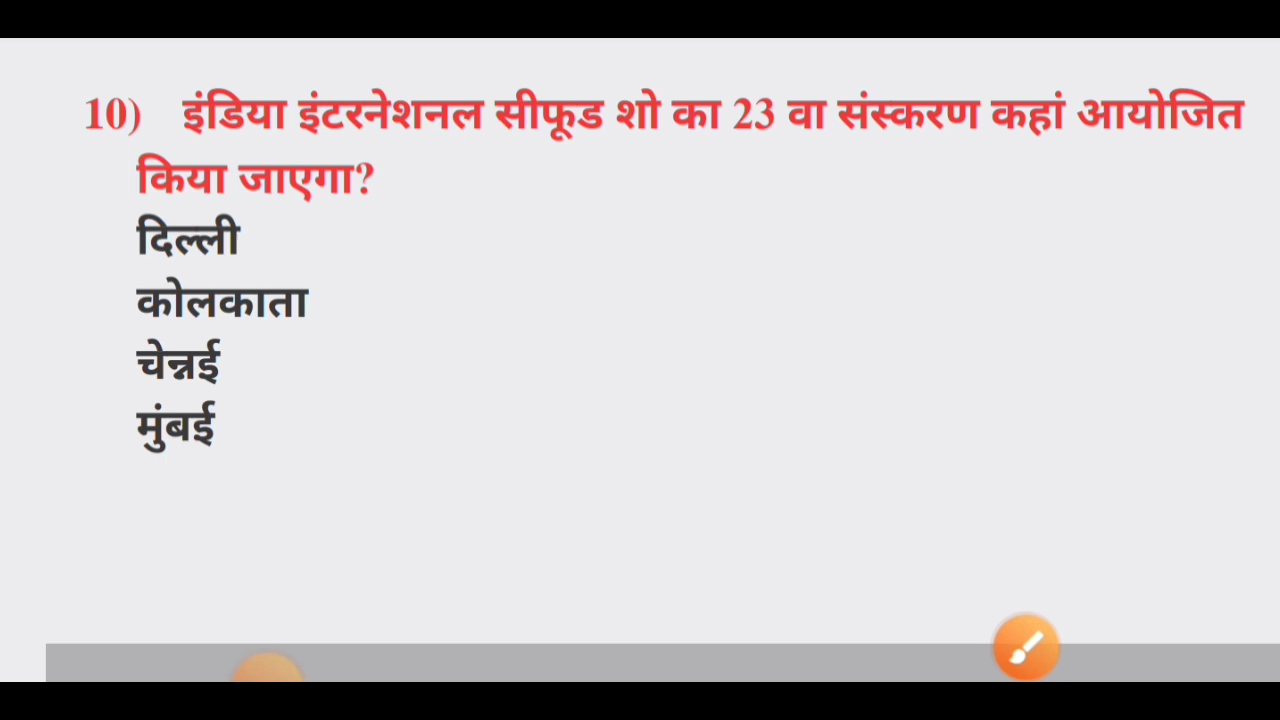 10) इंडिया इंटरनेशनल सीफूड शो का 23 वा संस्करण कहां आयोजित
किया जाएगा?
दिल्ली
कोलकाता
चेन्नई
मुंबई